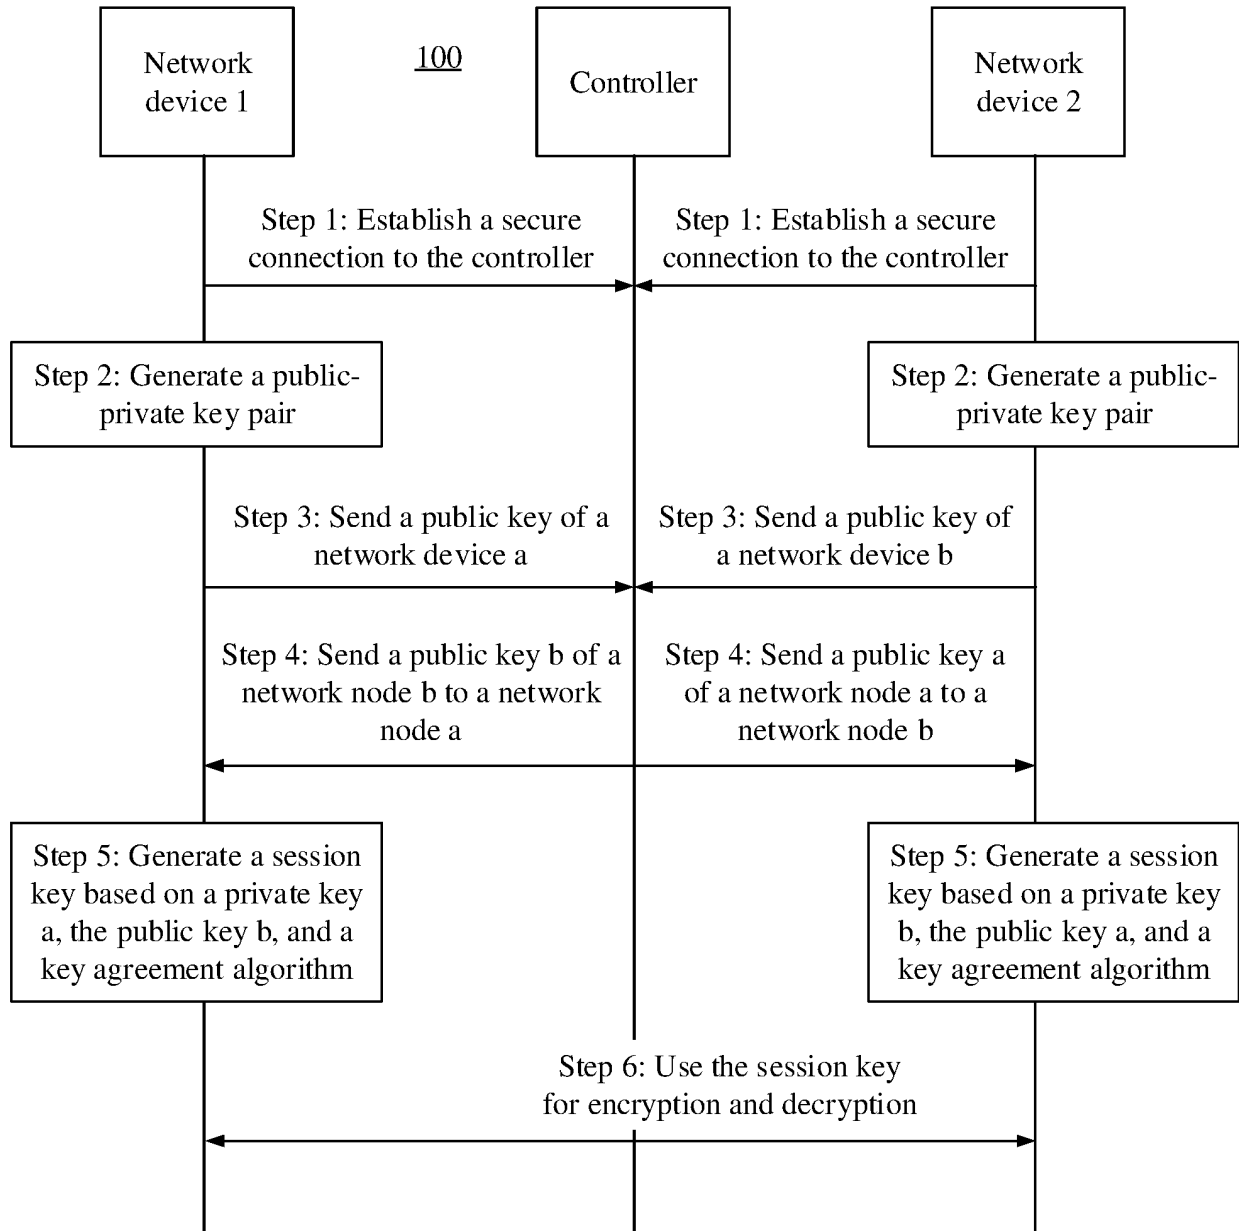 Network
device 1
100
Controller
Network
device 2
Step 1: Establish a secure
connection to the controller
Step 1: Establish a secure
connection to the controller
Step 2: Generate a public-
private key pair
Step 2: Generate a public-
private key pair
Step 3: Send a public key of a
network device a
Step 3: Send a public key of
a network device b
Step 4: Send a public key b of a
network node b to a network
node a
Step 4: Send a public key a
of a network node a to a
network node b
Step 5: Generate a session
key based on a private key
a, the public key b, and a
key agreement algorithm
Step 5: Generate a session
key based on a private key
b, the public key a, and a
key agreement algorithm
Step 6: Use the session key
for encryption and decryption